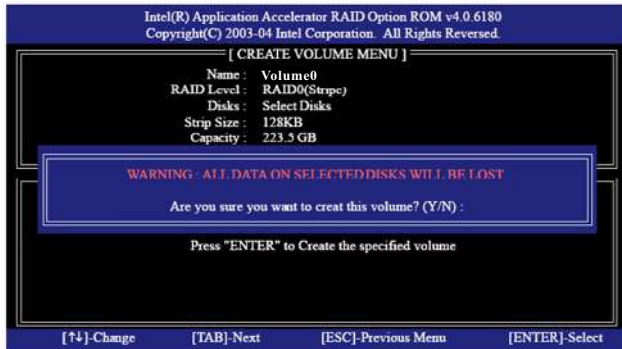 Intel(R) Application Accelerator RAID Option ROM v4.0.6180
Copyright(C) 2003-04 Intel Corporation. All Rights Reversed.
[ CREATE VOLUME MENU ]
Name : Volume0
RAID Level : RAID0(Stripe)
Disks : Select Disks
Strip Size : 128KB
Capacity : 223.5 GB
WARNING : ALL DATA ON SELECTED DISKS WILL BE LOST
Are you sure you want to creat this volume? (Y/N) :
Press "ENTER" to Create the specified volume
[↑↓]-Change [TAB]-Next [ESC]-Previous Menu [ENTER]-Select